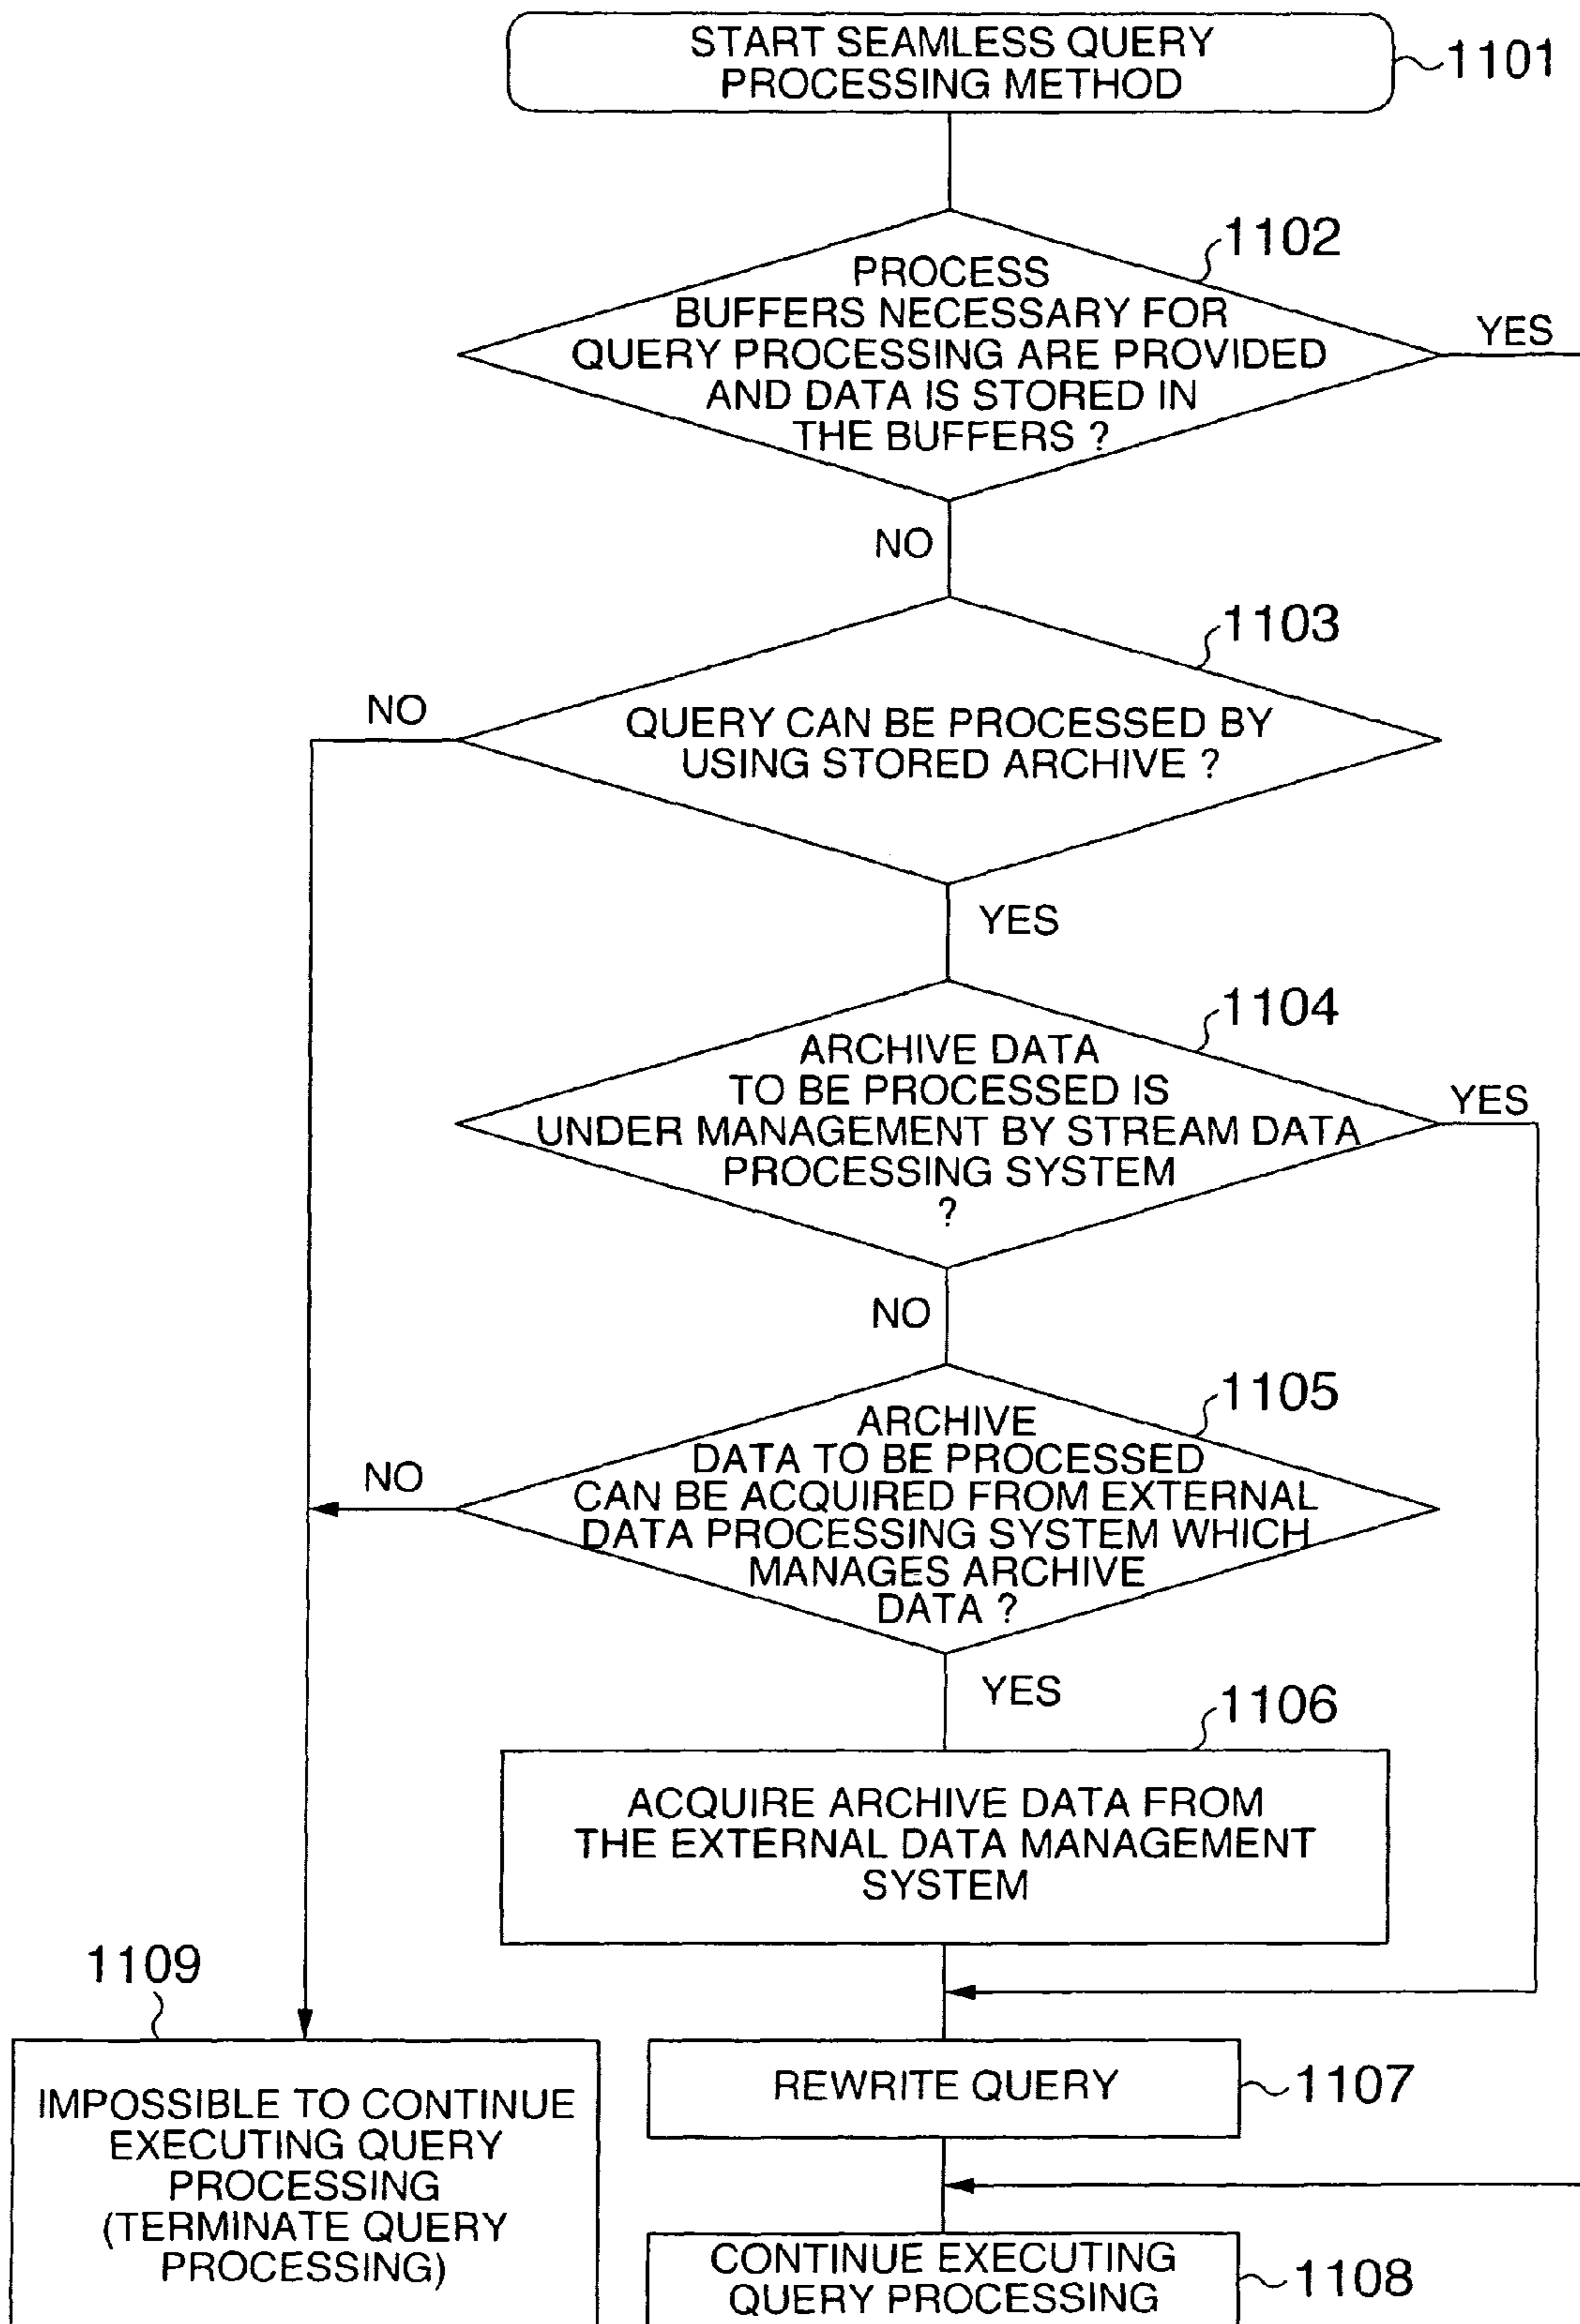 START SEAMLESS QUERY
PROCESSING METHOD
1101
1102
PROCESS
BUFFERS NECESSARY FOR
QUERY PROCESSING ARE PROVIDED
AND DATA IS STORED IN
THE BUFFERS ?
YES
NO
1103
NO
QUERY CAN BE PROCESSED BY
USING STORED ARCHIVE ?
YES
1104
ARCHIVE DATA
TO BE PROCESSED IS
UNDER MANAGEMENT BY STREAM DATA
PROCESSING SYSTEM
?
YES
NO
1105
ARCHIVE
DATA TO BE PROCESSED
CAN BE ACQUIRED FROM EXTERNAL
DATA PROCESSING SYSTEM WHICH
MANAGES ARCHIVE
DATA ?
NO
YES
1106
ACQUIRE ARCHIVE DATA FROM
THE EXTERNAL DATA MANAGEMENT
SYSTEM
1109
IMPOSSIBLE TO CONTINUE
EXECUTING QUERY
PROCESSING
(TERMINATE QUERY
PROCESSING)
REWRITE QUERY
1107
CONTINUE EXECUTING
QUERY PROCESSING
1108